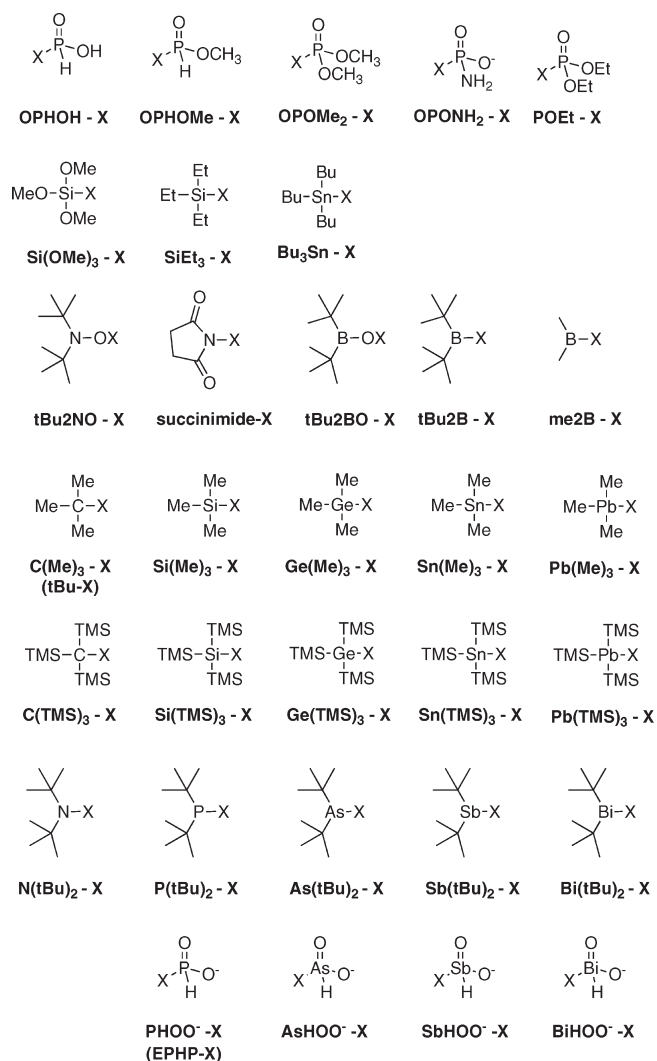 O O O O O
X P OH H
X P OCH₃ H
X P OCH₃ OCH₃
X P O⁻ NH₂
X P OEt OEt
OPHOH - X OPHOMe - X OPOMe₂ - X OPONH₂ - X POEt - X
OMe Et Bu
MeO Si X Et Si X Bu Sn X
OMe Et Bu
Si(OMe)₃ - X SiEt₃ - X Bu₃Sn - X
O
N OX N X B OX B X B X
O
tBu2NO - X succinimide-X tBu2BO - X tBu2B - X me2B - X
Me Me Me Me Me
Me C X Me Si X Me Ge X Me Sn X Me Pb X
Me Me Me Me Me
C(Me)₃ - X Si(Me)₃ - X Ge(Me)₃ - X Sn(Me)₃ - X Pb(Me)₃ - X
(tBu-X)
TMS TMS TMS TMS TMS
TMS C X TMS Si X TMS Ge X TMS Sn X TMS Pb X
TMS TMS TMS TMS TMS
C(TMS)₃ - X Si(TMS)₃ - X Ge(TMS)₃ - X Sn(TMS)₃ - X Pb(TMS)₃ - X
N X P X As X Sb X Bi X
N(tBu)₂ - X P(tBu)₂ - X As(tBu)₂ - X Sb(tBu)₂ - X Bi(tBu)₂ - X
O O O O
X P O⁻ X As O⁻ X Sb O⁻ X Bi O⁻
H H H H
PHOO⁻ -X AsHOO⁻ -X SbHOO⁻ -X BiHOO⁻ -X
(EPHP-X)